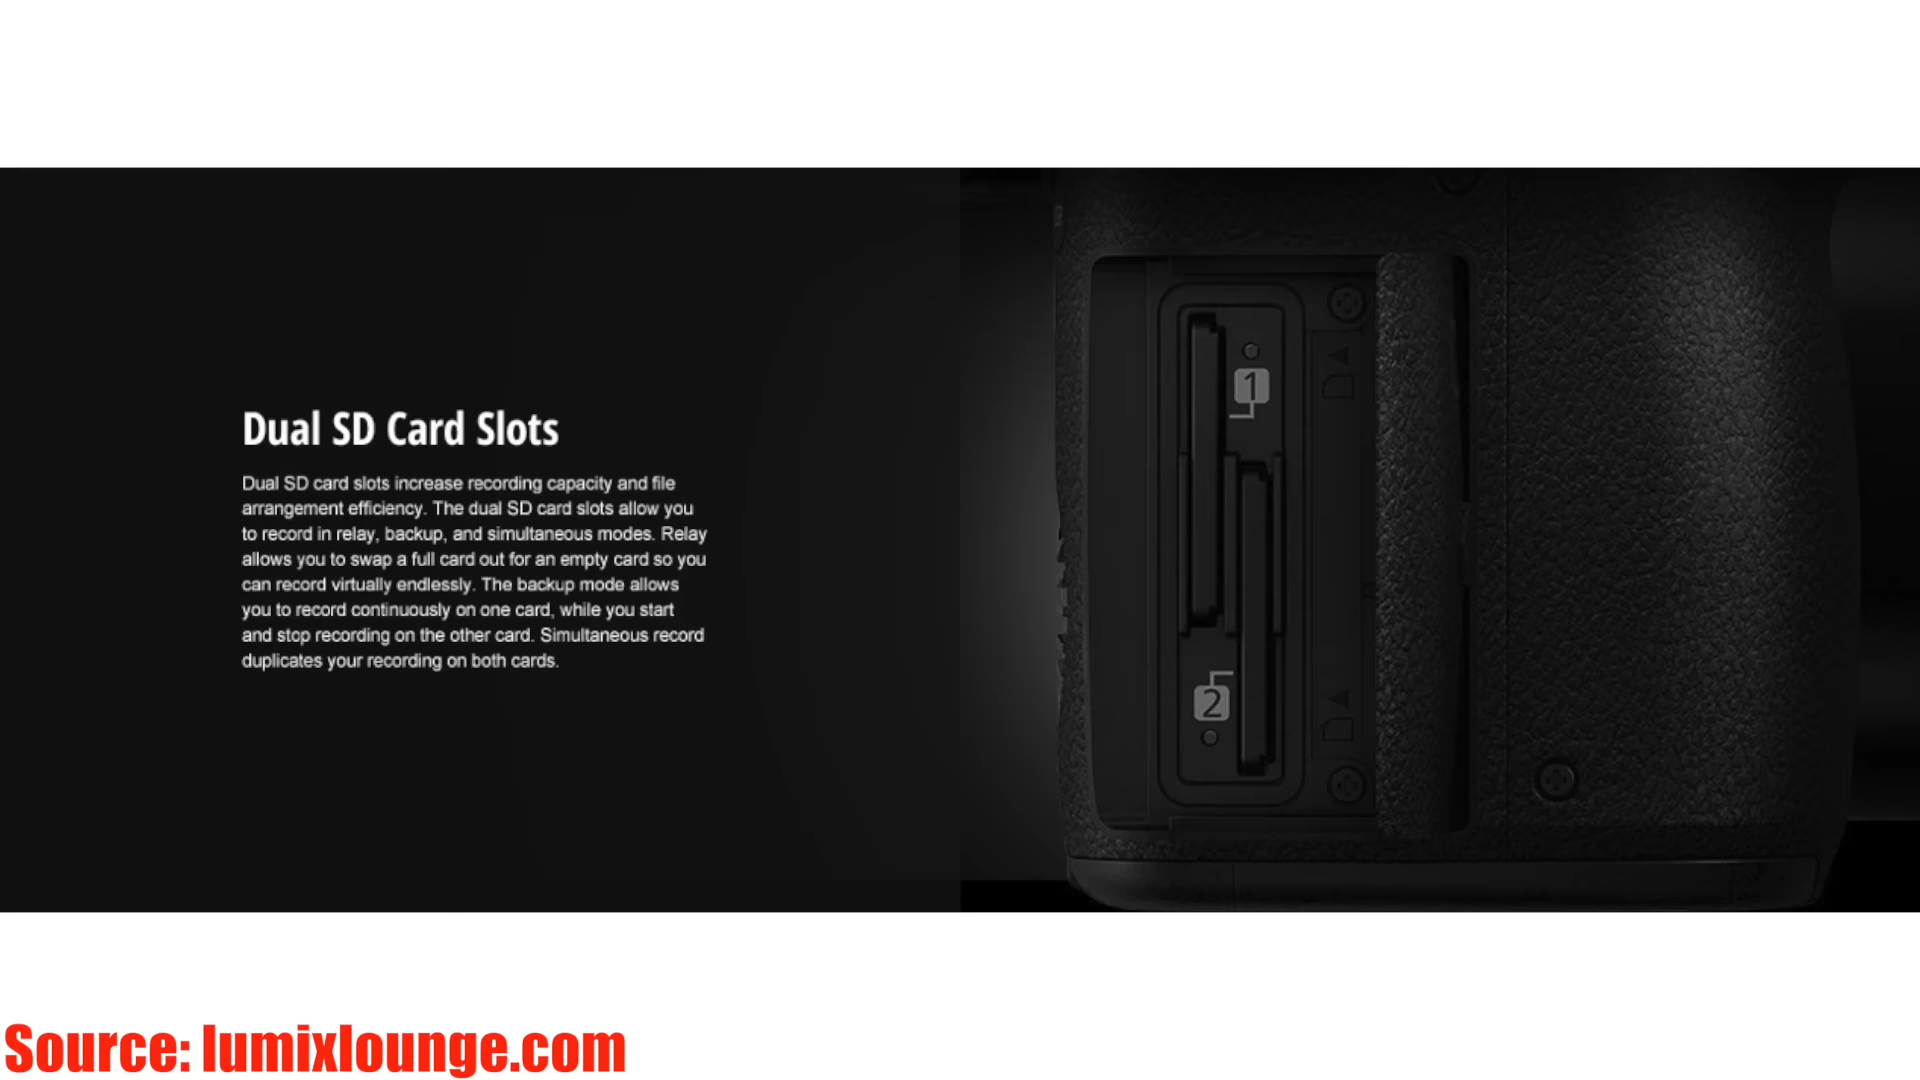 Dual SD Card Slots
Dual SD card slots increase recording capacity and file
arrangement efficiency. The dual SD card slots allow you
to record in relay, backup, and simultaneous modes. Relay
allows you to swap a full card out for an empty card so you
can record virtually endlessly. The backup mode allows
you to record continuously on one card, while you start
and stop recording on the other card. Simultaneous record
duplicates your recording on both cards.
1
2
Source: lumixlounge.com